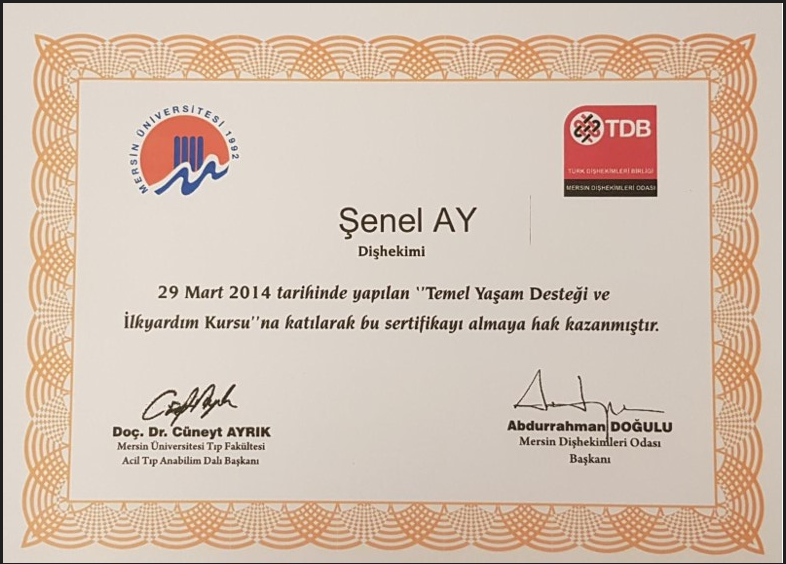 MERSİN ÜNİVERSİTESİ 1992
TDB
TÜRK DİŞHEKİMLERİ BİRLİĞİ
MERSİN DİŞHEKİMLERİ ODASI
Şenel AY
Dişhekimi
29 Mart 2014 tarihinde yapılan ''Temel Yaşam Desteği ve
İlkyardım Kursu''na katılarak bu sertifikayı almaya hak kazanmıştır.
Doç. Dr. Cüneyt AYRIK
Mersin Üniversitesi Tıp Fakültesi
Acil Tıp Anabilim Dalı Başkanı
Abdurrahman DOĞULU
Mersin Dişhekimleri Odası
Başkanı